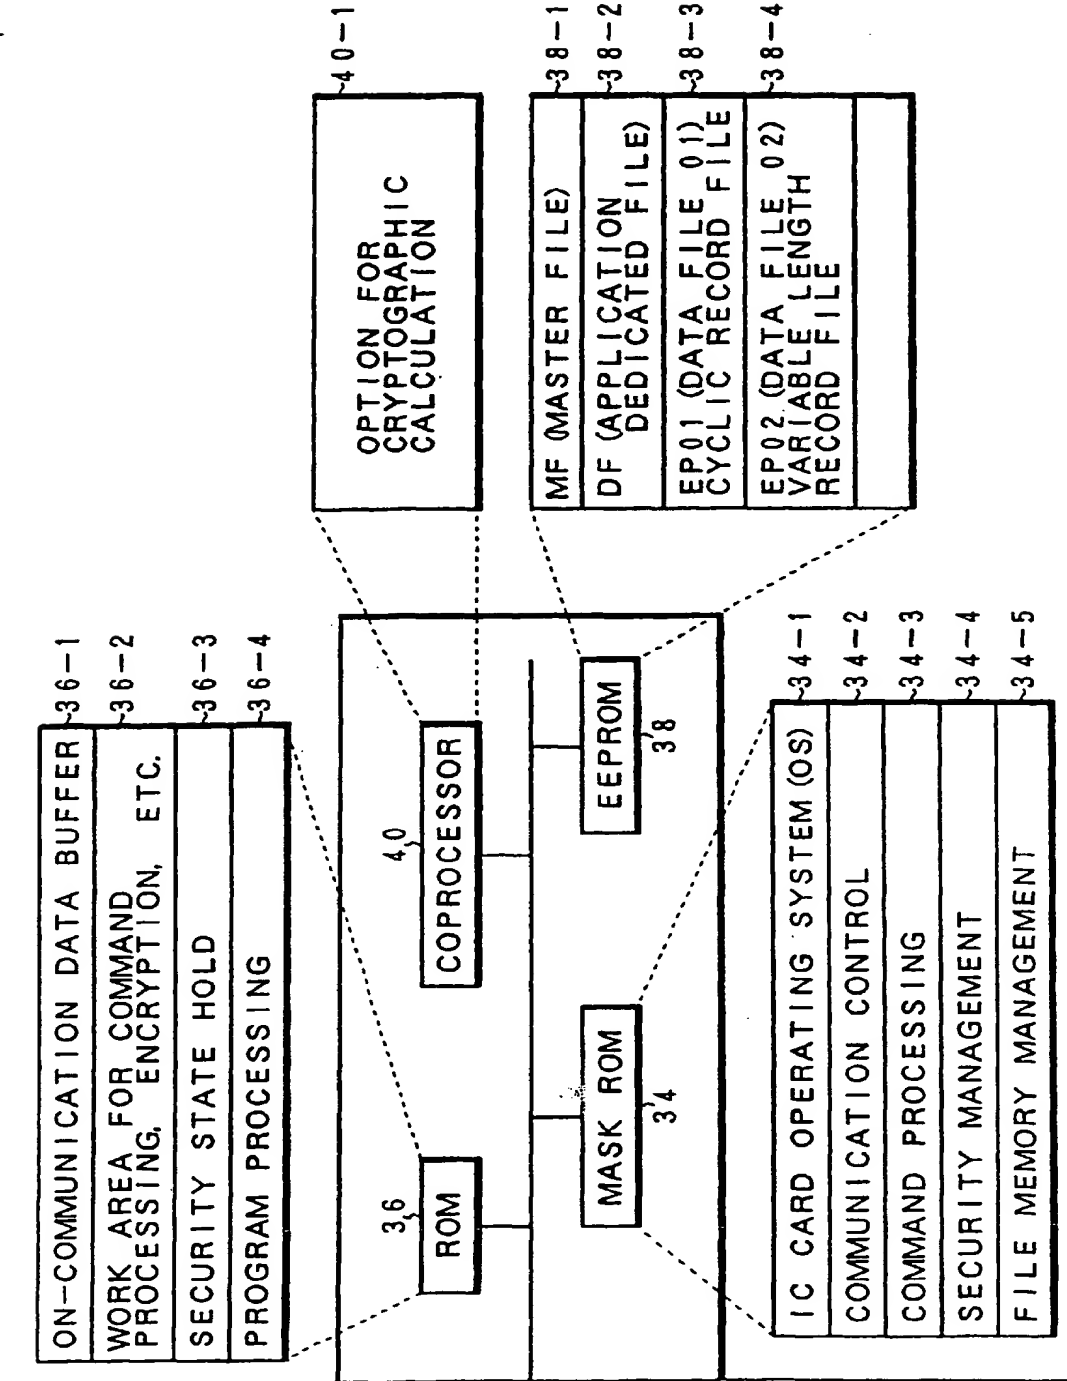 ON-COMMUNICATION DATA BUFFER
36-1
WORK AREA FOR COMMAND
PROCESSING, ENCRYPTION, ETC.
36-2
SECURITY STATE HOLD
36-3
PROGRAM PROCESSING
36-4
OPTION FOR
CRYPTOGRAPHIC
CALCULATION
40-1
36
ROM
40
COPROCESSOR
MASK ROM
34
EEPROM
38
MF (MASTER FILE)
38-1
DF (APPLICATION
DEDICATED FILE)
38-2
EP01 (DATA FILE 01)
CYCLIC RECORD FILE
38-3
EP02 (DATA FILE 02)
VARIABLE LENGTH
RECORD FILE
38-4
IC CARD OPERATING SYSTEM (OS)
34-1
COMMUNICATION CONTROL
34-2
COMMAND PROCESSING
34-3
SECURITY MANAGEMENT
34-4
FILE MEMORY MANAGEMENT
34-5